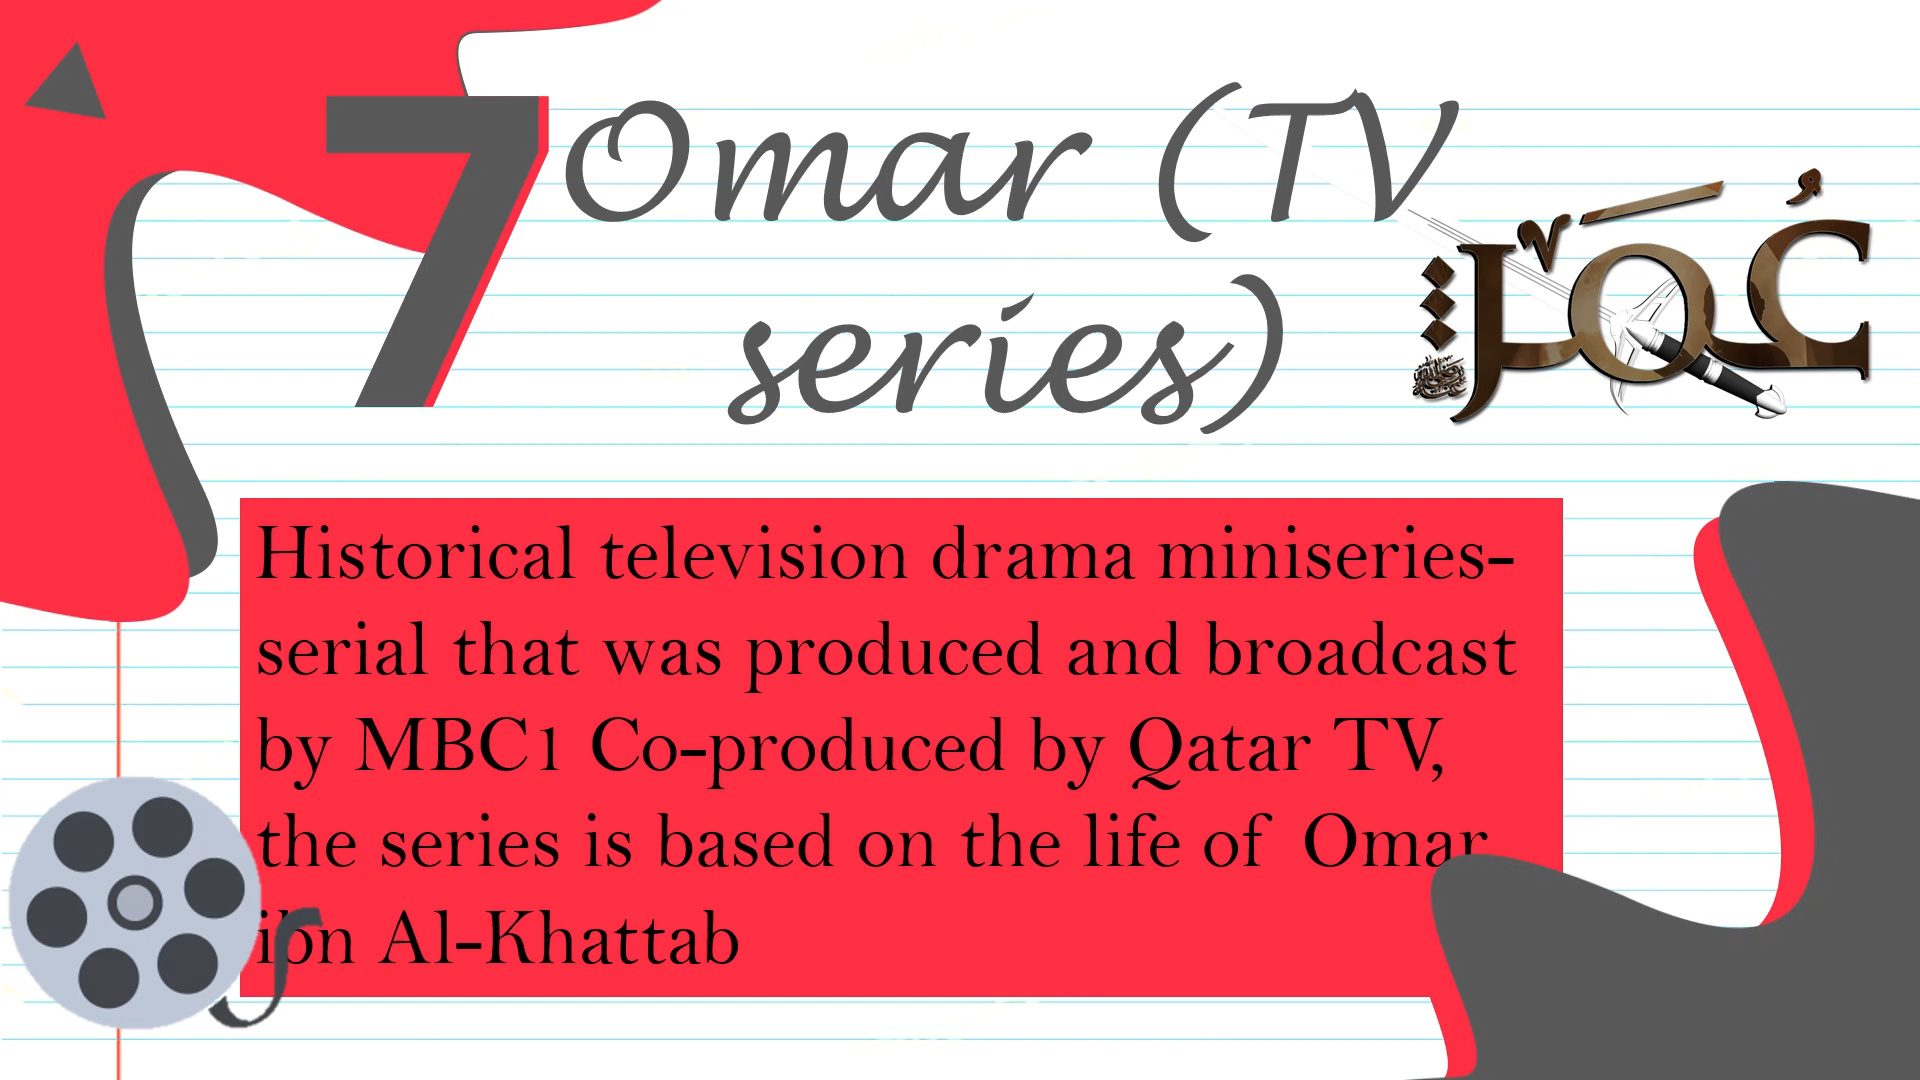 7
Omar (TV
series)
عُمَرْ
Historical television drama miniseries-
serial that was produced and broadcast
by MBC1 Co-produced by Qatar TV,
the series is based on the life of Omar
ibn Al-Khattab